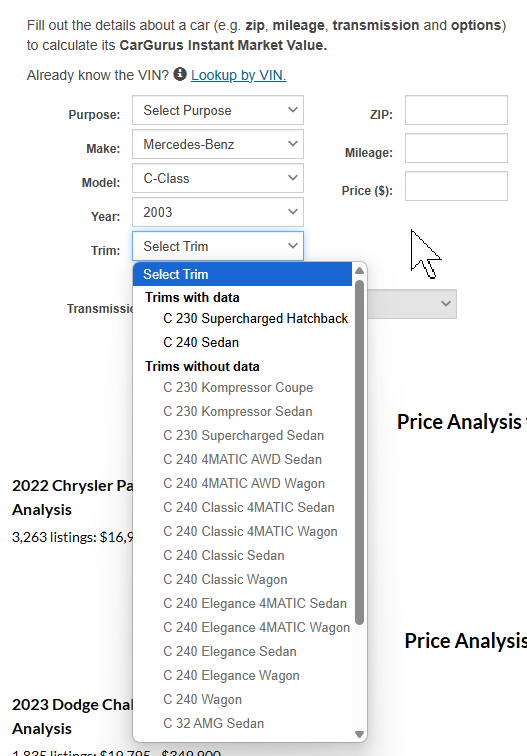 Fill out the details about a car (e.g. zip, mileage, transmission and options)
to calculate its CarGurus Instant Market Value.
Already know the VIN? Lookup by VIN.
Purpose: Select Purpose ZIP:
Make: Mercedes-Benz Mileage:
Model: C-Class Price ($):
Year: 2003
Trim: Select Trim
Select Trim
Trims with data
Transmissio
C 230 Supercharged Hatchback
C 240 Sedan
Trims without data
C 230 Kompressor Coupe
C 230 Kompressor Sedan
Price Analysis
C 230 Supercharged Sedan
C 240 4MATIC AWD Sedan
2022 Chrysler Pa
C 240 4MATIC AWD Wagon
Analysis
C 240 Classic 4MATIC Sedan
3,263 listings: $16,9
C 240 Classic 4MATIC Wagon
C 240 Classic Sedan
C 240 Classic Wagon
C 240 Elegance 4MATIC Sedan
C 240 Elegance 4MATIC Wagon
Price Analysis
C 240 Elegance Sedan
C 240 Elegance Wagon
2023 Dodge Chal
C 240 Wagon
Analysis
C 32 AMG Sedan
1,835 listings: $19,795 - $349,900